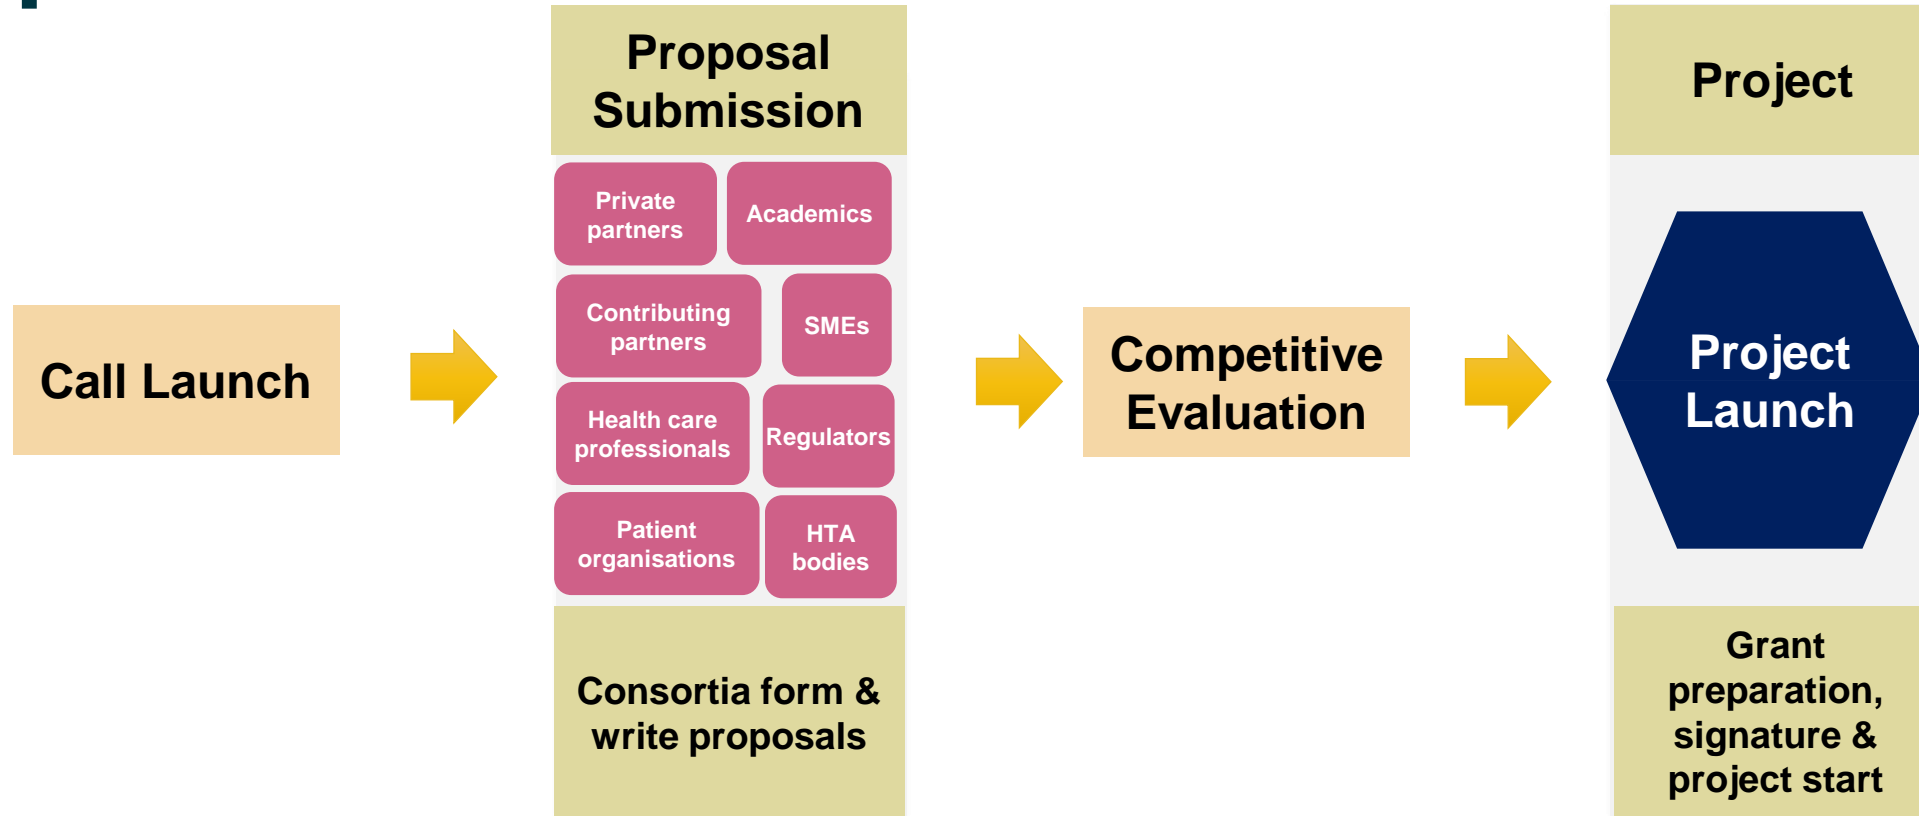 Call Launch
Proposal
Submission
Private
partners
Academics
Contributing
partners
SMEs
Health care
professionals
Regulators
Patient
organisations
HTA
bodies
Consortia form &
write proposals
Competitive
Evaluation
Project
Project
Launch
Grant
preparation,
signature &
project start